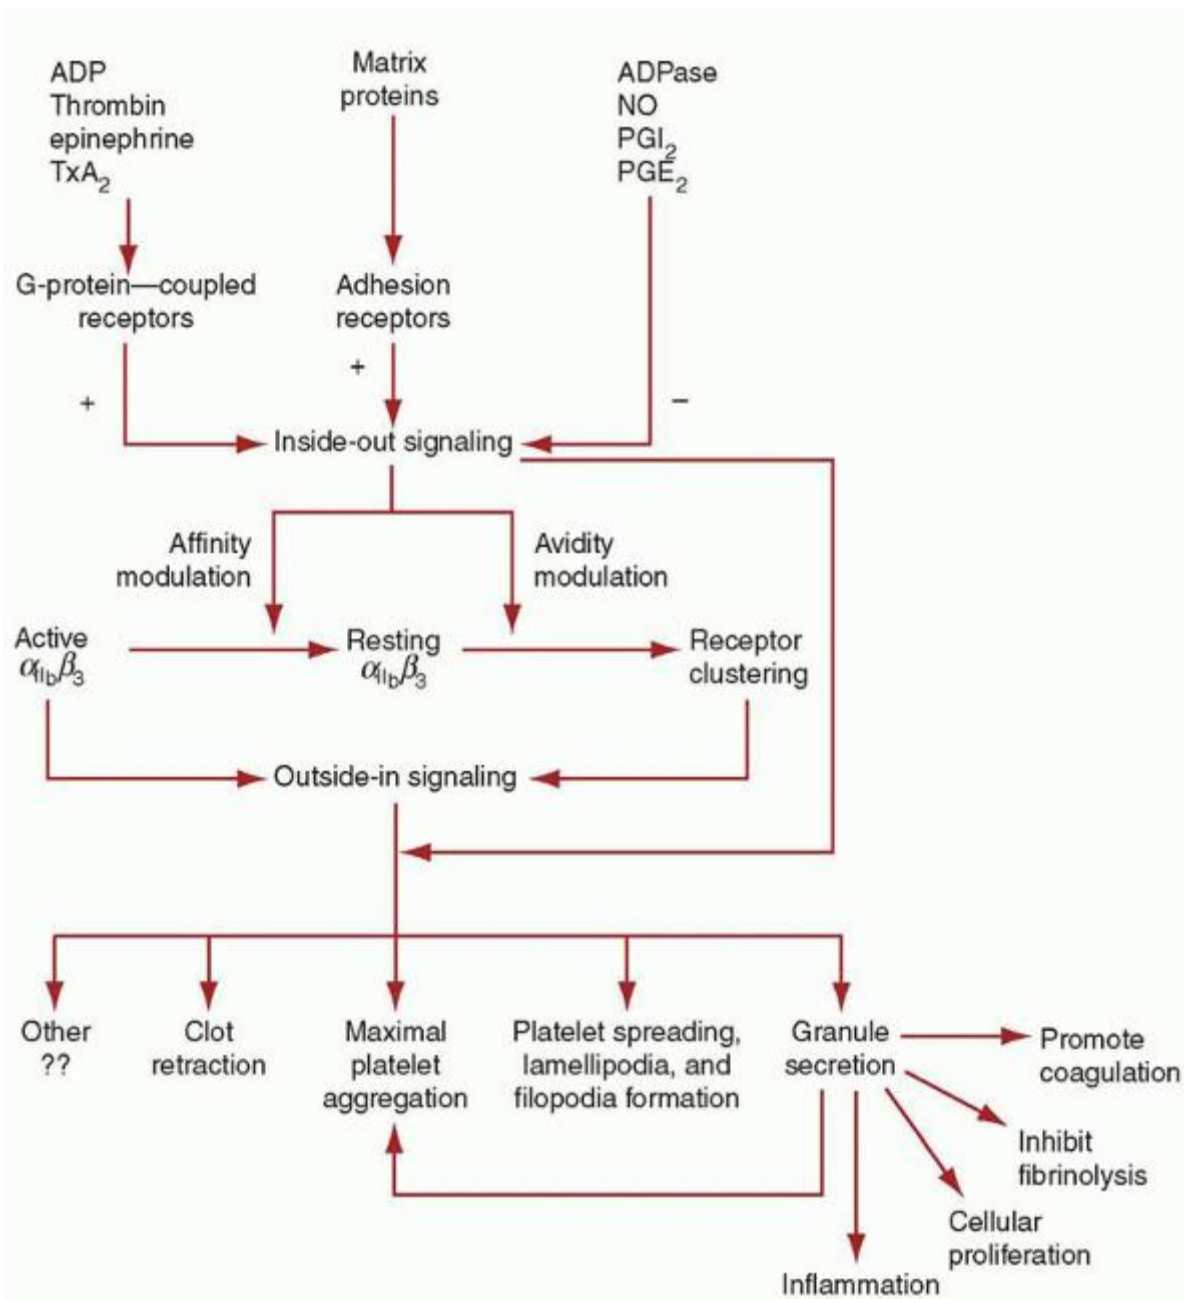 ADP
Thrombin
epinephrine
TxA2
Matrix
proteins
ADPase
NO
PGI2
PGE2
G-protein—coupled
receptors
Adhesion
receptors
+
+
−
Inside-out signaling
Affinity
modulation
Avidity
modulation
Active
αIIbβ3
Resting
αIIbβ3
Receptor
clustering
Outside-in signaling
Other
??
Clot
retraction
Maximal
platelet
aggregation
Platelet spreading,
lamellipodia, and
filopodia formation
Granule
secretion
Promote
coagulation
Inhibit
fibrinolysis
Cellular
proliferation
Inflammation